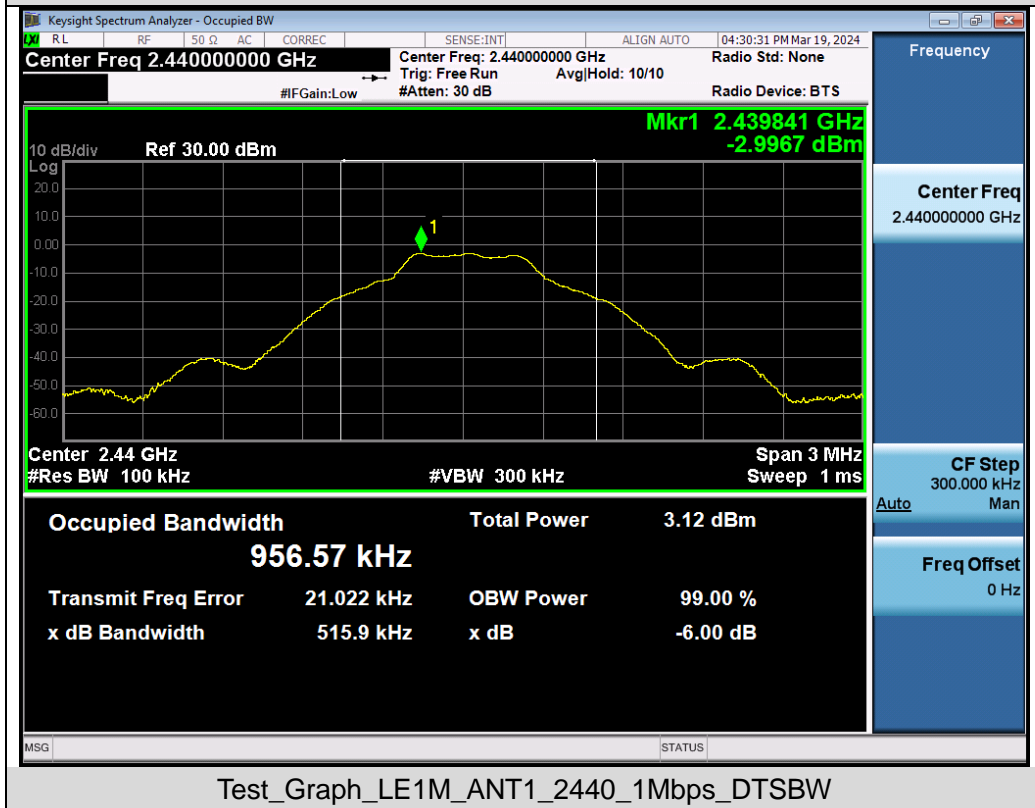 Keysight Spectrum Analyzer - Occupied BW
LXI RL RF 50 Ω AC CORREC SENSE:INT ALIGN AUTO 04:30:31 PM Mar 19, 2024
Center Freq 2.440000000 GHz
Center Freq: 2.440000000 GHz
Radio Std: None
Trig: Free Run Avg|Hold: 10/10
#IFGain:Low #Atten: 30 dB Radio Device: BTS
Frequency
Mkr1 2.439841 GHz
-2.9967 dBm
10 dB/div Ref 30.00 dBm
Log
20.0
10.0
0.00
-10.0
-20.0
-30.0
-40.0
-50.0
-60.0
1
Center 2.44 GHz Span 3 MHz
#Res BW 100 kHz #VBW 300 kHz Sweep 1 ms
Center Freq
2.440000000 GHz
CF Step
300.000 kHz
Auto Man
Freq Offset
0 Hz
Occupied Bandwidth Total Power 3.12 dBm
956.57 kHz
Transmit Freq Error 21.022 kHz OBW Power 99.00 %
x dB Bandwidth 515.9 kHz x dB -6.00 dB
MSG STATUS
Test_Graph_LE1M_ANT1_2440_1Mbps_DTSBW